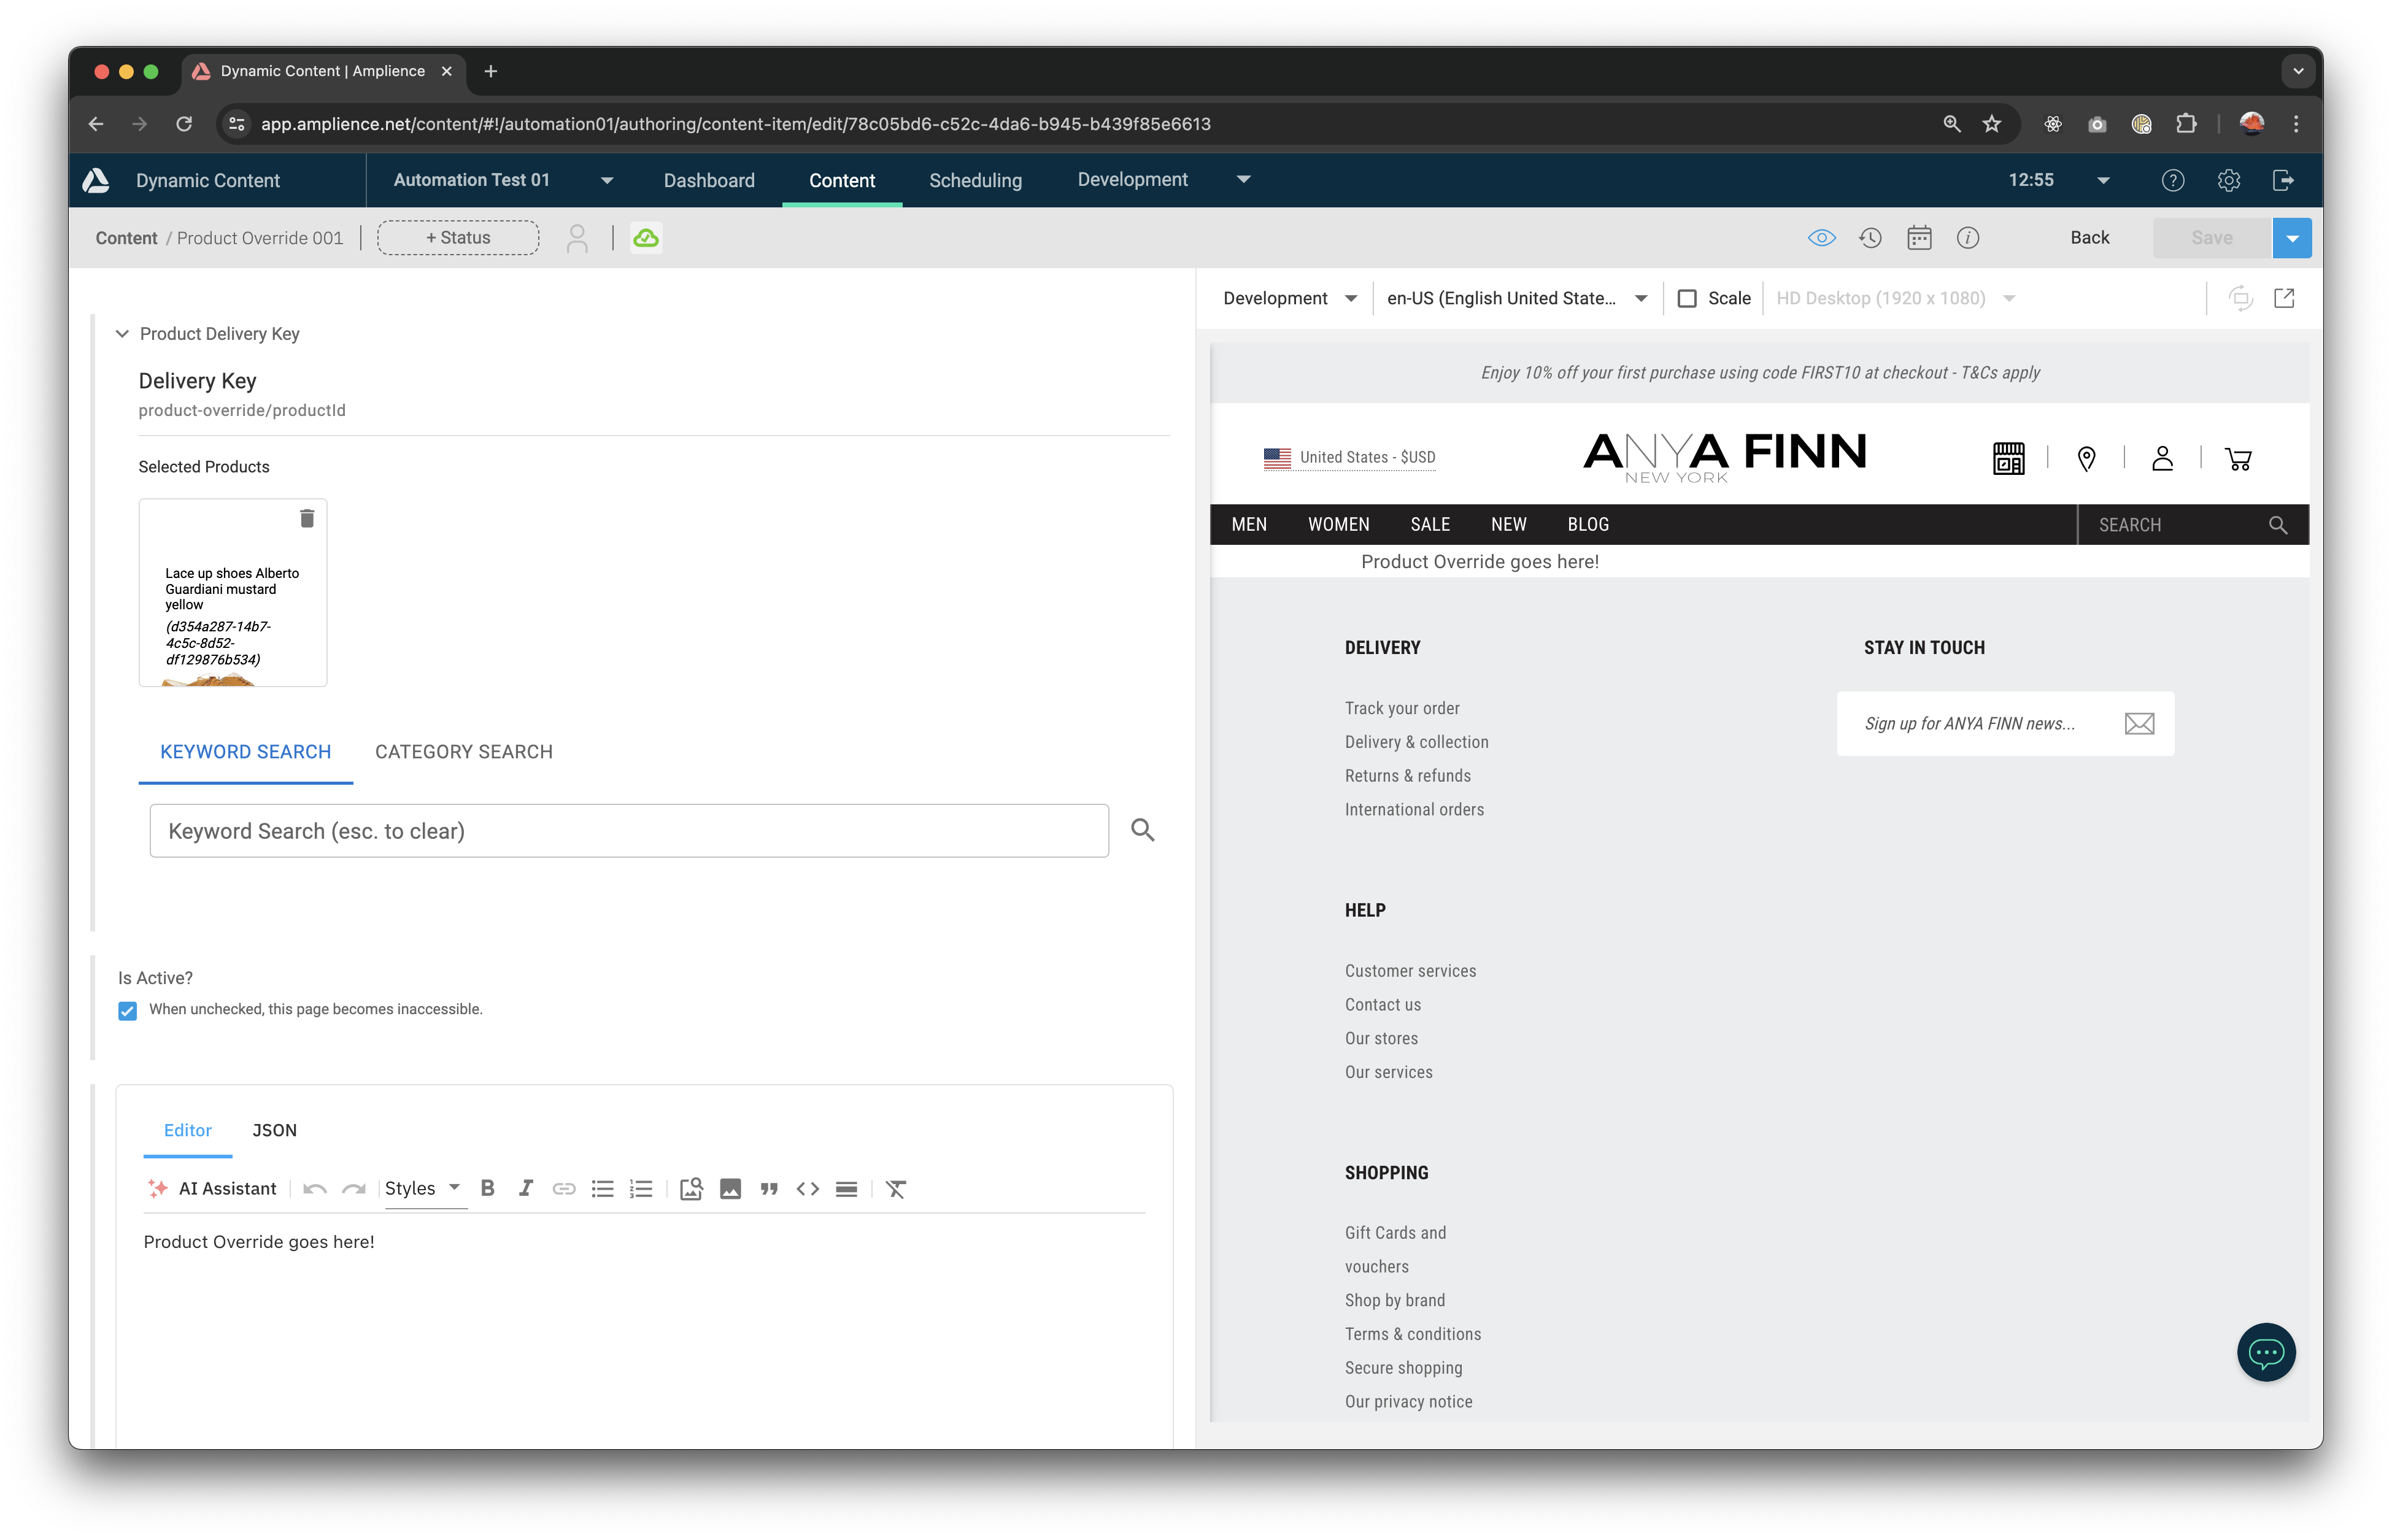 Dynamic Content | Amplience
app.amplience.net/content/#!/automation01/authoring/content-item/edit/78c05bd6-c52c-4da6-b945-b439f85e6613
Dynamic Content
Automation Test 01
Dashboard
Content
Scheduling
Development
12:55
Content / Product Override 001
+ Status
Back
Save
Product Delivery Key
Delivery Key
product-override/productId
Selected Products
Lace up shoes Alberto
Guardiani mustard
yellow
(d354a287-14b7-
4c5c-8d52-
df129876b534)
KEYWORD SEARCH
CATEGORY SEARCH
Keyword Search (esc. to clear)
Is Active?
When unchecked, this page becomes inaccessible.
Editor
JSON
AI Assistant
Styles
Product Override goes here!
Development
en-US (English United State...
Scale
HD Desktop (1920 x 1080)
Enjoy 10% off your first purchase using code FIRST10 at checkout - T&Cs apply
United States - $USD
ANYA FINN
NEW YORK
MEN
WOMEN
SALE
NEW
BLOG
SEARCH
Product Override goes here!
DELIVERY
Track your order
Delivery & collection
Returns & refunds
International orders
STAY IN TOUCH
Sign up for ANYA FINN news...
HELP
Customer services
Contact us
Our stores
Our services
SHOPPING
Gift Cards and
vouchers
Shop by brand
Terms & conditions
Secure shopping
Our privacy notice